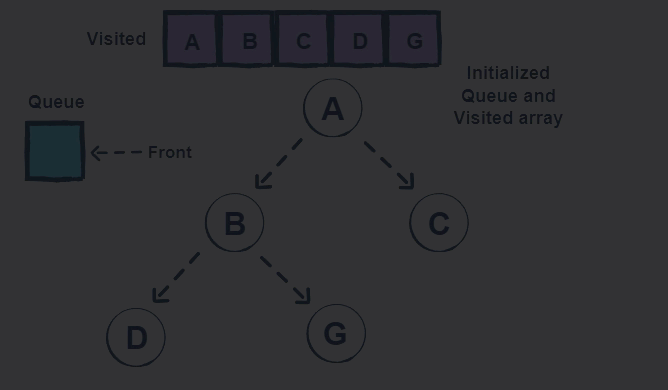 Visited
A B C D G
Initialized
Queue and
Visited array
Queue
Front
A
B
C
D
G